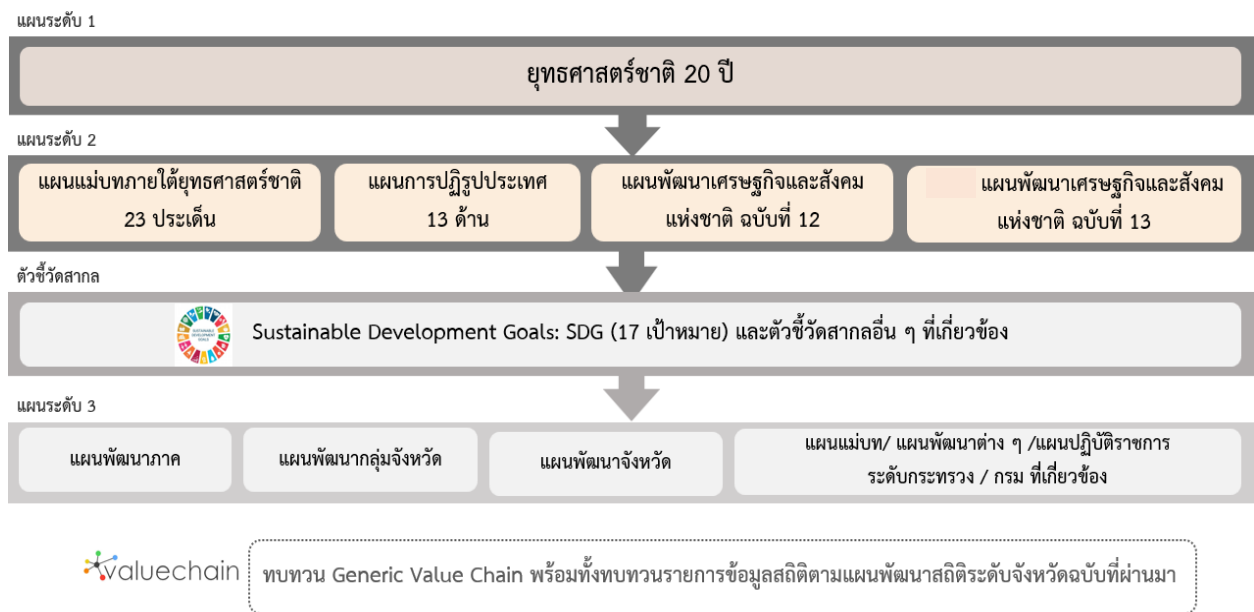 แผนระดับ 1
ยุทธศาสตร์ชาติ 20 ปี
แผนระดับ 2
แผนแม่บทภายใต้ยุทธศาสตร์ชาติ
23 ประเด็น
แผนการปฏิรูปประเทศ
13 ด้าน
แผนพัฒนาเศรษฐกิจและสังคม
แห่งชาติ ฉบับที่ 12
แผนพัฒนาเศรษฐกิจและสังคม
แห่งชาติ ฉบับที่ 13
ตัวชี้วัดสากล
SUSTAINABLE
DEVELOPMENT
GOALS
Sustainable Development Goals: SDG (17 เป้าหมาย) และตัวชี้วัดสากลอื่น ๆ ที่เกี่ยวข้อง
แผนระดับ 3
แผนพัฒนาภาค
แผนพัฒนากลุ่มจังหวัด
แผนพัฒนาจังหวัด
แผนแม่บท/ แผนพัฒนาต่าง ๆ /แผนปฏิบัติราชการ
ระดับกระทรวง / กรม ที่เกี่ยวข้อง
valuechain
ทบทวน Generic Value Chain พร้อมทั้งทบทวนรายการข้อมูลสถิติตามแผนพัฒนาสถิติระดับจังหวัดฉบับที่ผ่านมา